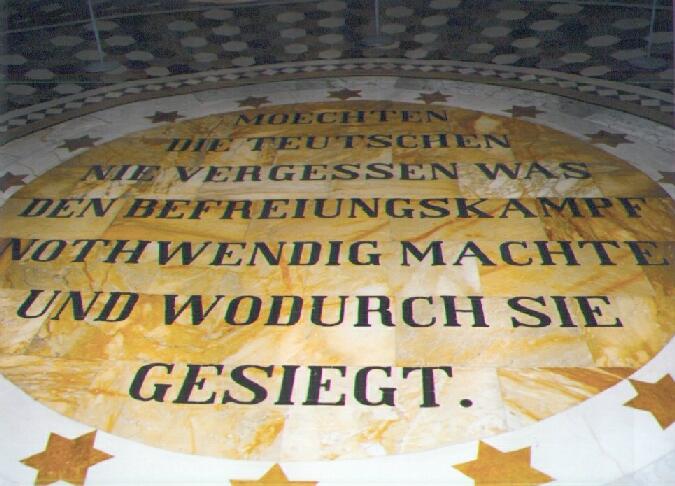 MOECHTEN
DIE TEUTSCHEN
NIE VERGESSEN WAS
DEN BEFREIUNGSKAMPF
NOTHWENDIG MACHTE
UND WODURCH SIE
GESIEGT.